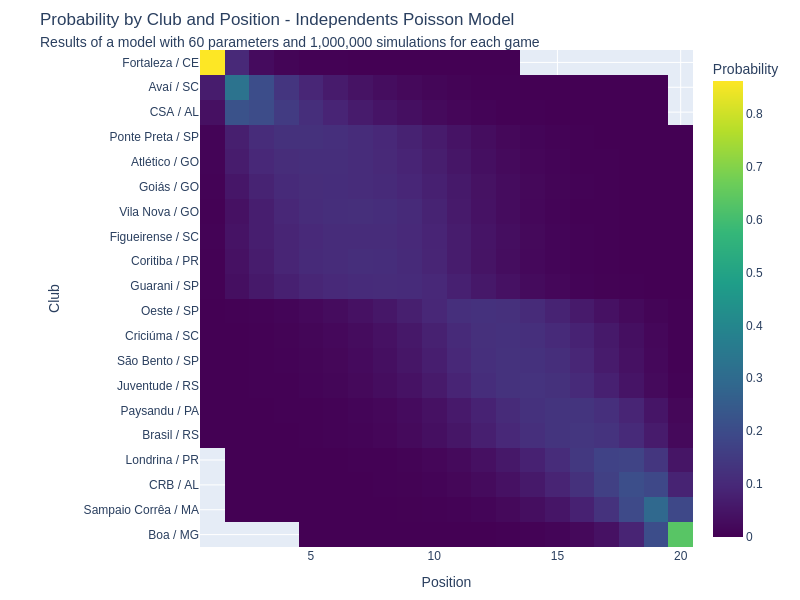 Probability by Club and Position - Independents Poisson Model
Results of a model with 60 parameters and 1,000,000 simulations for each game
Fortaleza / CE
Avaí / SC
CSA / AL
Ponte Preta / SP
Atlético / GO
Goiás / GO
Vila Nova / GO
Figueirense / SC
Coritiba / PR
Guarani / SP
Oeste / SP
Criciúma / SC
São Bento / SP
Juventude / RS
Paysandu / PA
Brasil / RS
Londrina / PR
CRB / AL
Sampaio Corrêa / MA
Boa / MG
Club
5
10
15
20
Position
Probability
0.8
0.7
0.6
0.5
0.4
0.3
0.2
0.1
0